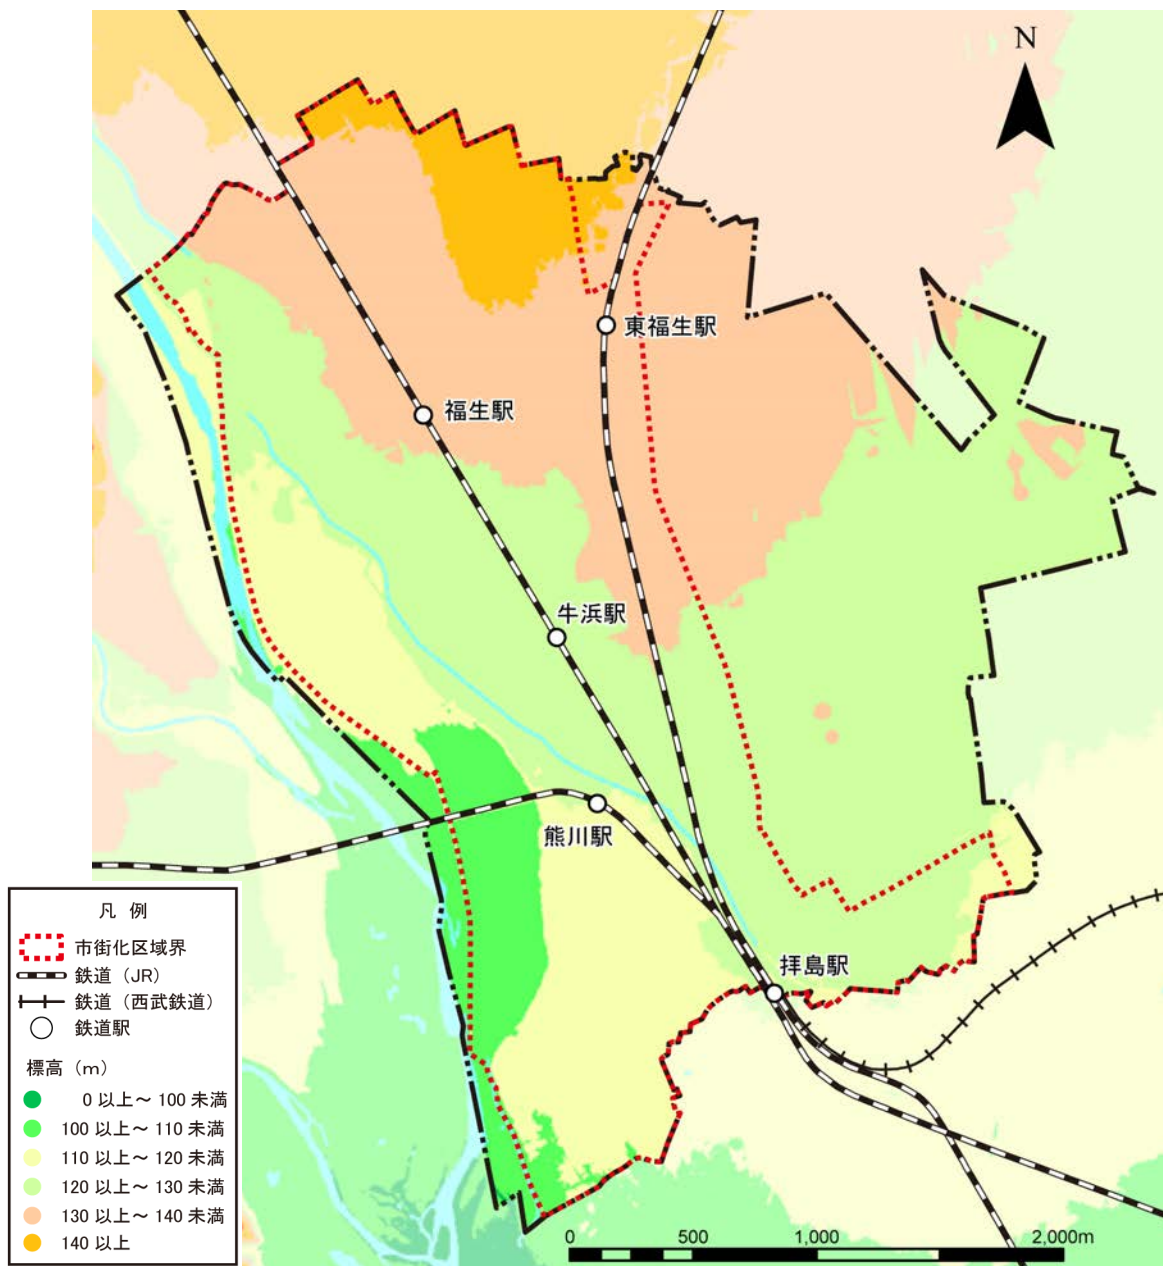 N
東福生駅
福生駅
牛浜駅
熊川駅
拝島駅
凡 例
市街化区域界
鉄道（JR）
鉄道（西武鉄道）
鉄道駅
標高（m）
0 以上～ 100 未満
100 以上～ 110 未満
110 以上～ 120 未満
120 以上～ 130 未満
130 以上～ 140 未満
140 以上
0 500 1,000 2,000m